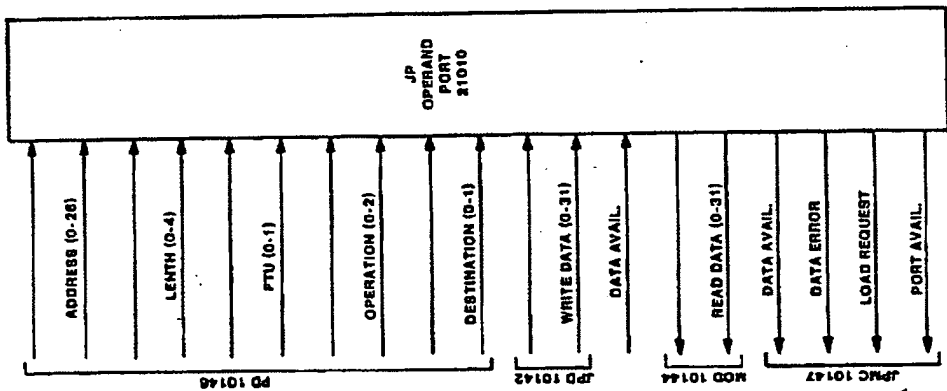 JP
OPERAND
PORT
21010
ADDRESS (0-26)
LENTH (0-4)
FTU (0-1)
OPERATION (0-2)
DESTINATION (0-1)
WRITE DATA (0-31)
DATA AVAIL.
READ DATA (0-31)
DATA AVAIL.
DATA ERROR
LOAD REQUEST
PORT AVAIL.
PD 10146
JPD 10142
MOD 10144
JPMC 10147